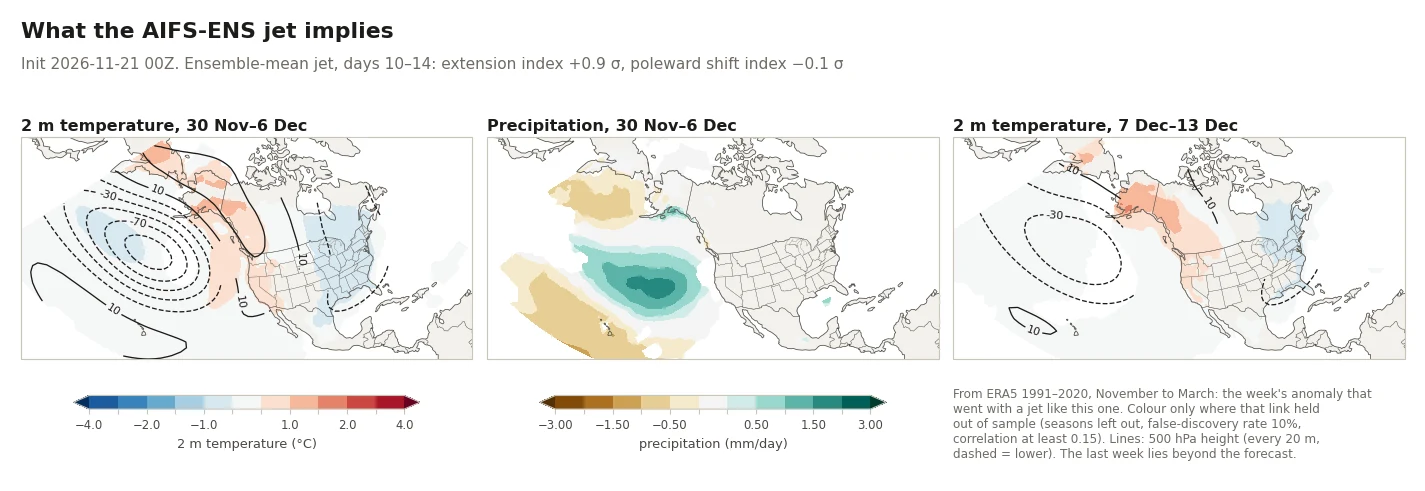 What the AIFS-ENS jet implies
Init 2026-11-21 00Z. Ensemble-mean jet, days 10–14: extension index +0.9 σ, poleward shift index −0.1 σ
2 m temperature, 30 Nov–6 Dec
Precipitation, 30 Nov–6 Dec
2 m temperature, 7 Dec–13 Dec
10
-30
-70
10
10
10
10
-30
10
10
−4.0 −2.0 −1.0 1.0 2.0 4.0
2 m temperature (°C)
−3.00 −1.50 −0.50 0.50 1.50 3.00
precipitation (mm/day)
From ERA5 1991–2020, November to March: the week's anomaly that
went with a jet like this one. Colour only where that link held
out of sample (seasons left out, false-discovery rate 10%,
correlation at least 0.15). Lines: 500 hPa height (every 20 m,
dashed = lower). The last week lies beyond the forecast.